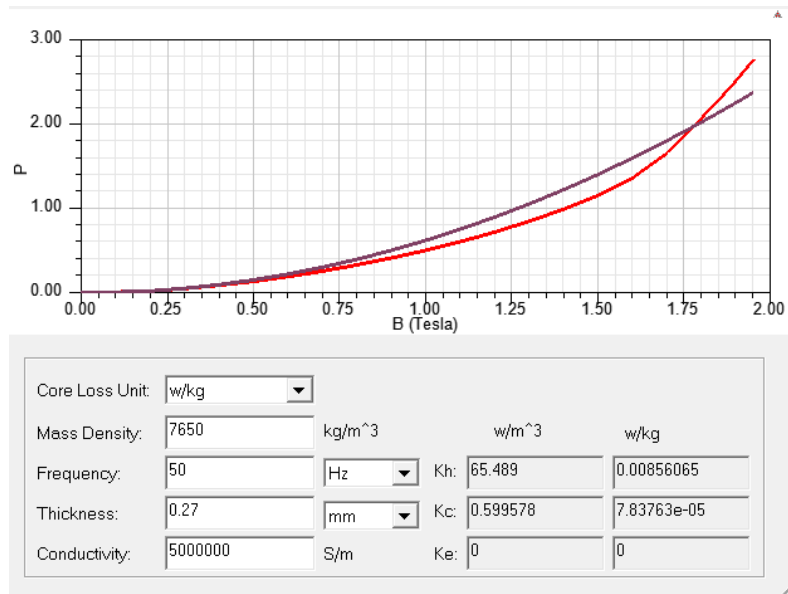 3.00
2.00
P
1.00
0.00
0.00 0.25 0.50 0.75 1.00 1.25 1.50 1.75 2.00
B (Tesla)
Core Loss Unit: w/kg
Mass Density: 7650 kg/m^3 w/m^3 w/kg
Frequency: 50 Hz Kh: 65.489 0.00856065
Thickness: 0.27 mm Kc: 0.599578 7.83763e-05
Conductivity: 5000000 S/m Ke: 0 0